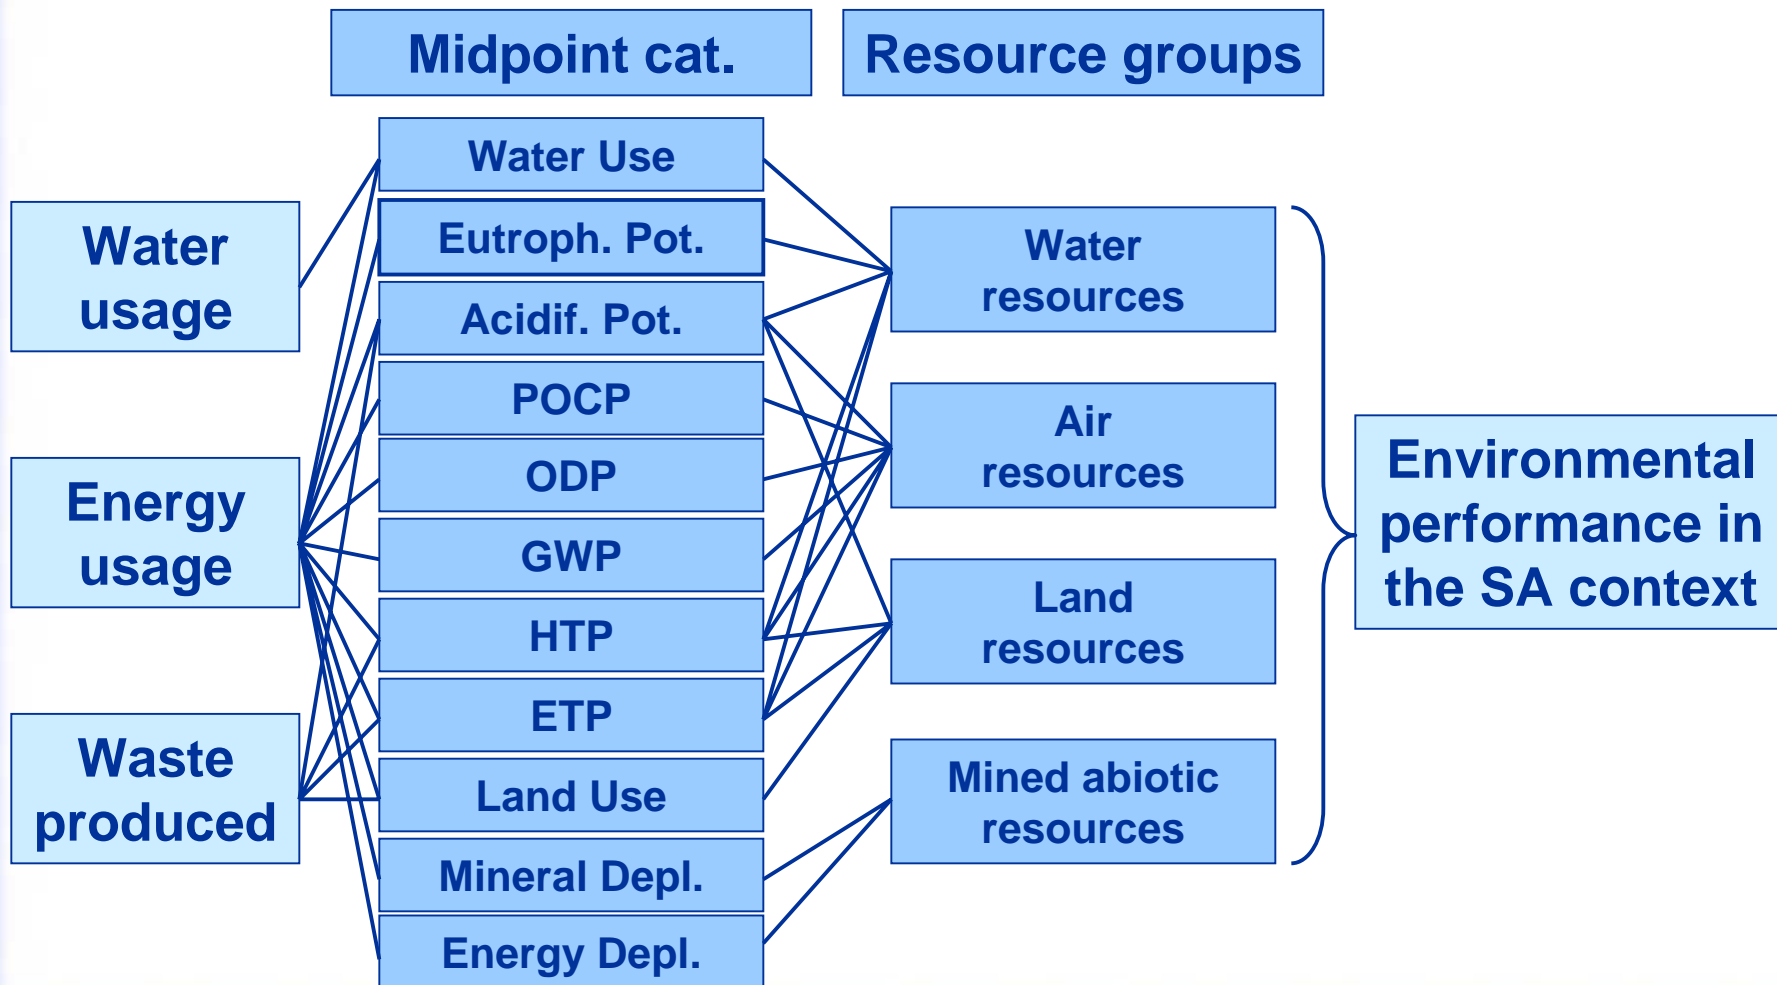 Midpoint cat.
Resource groups
Water
usage
Energy
usage
Waste
produced
Water Use
Eutroph. Pot.
Acidif. Pot.
POCP
ODP
GWP
HTP
ETP
Land Use
Mineral Depl.
Energy Depl.
Water
resources
Air
resources
Land
resources
Mined abiotic
resources
Environmental
performance in
the SA context